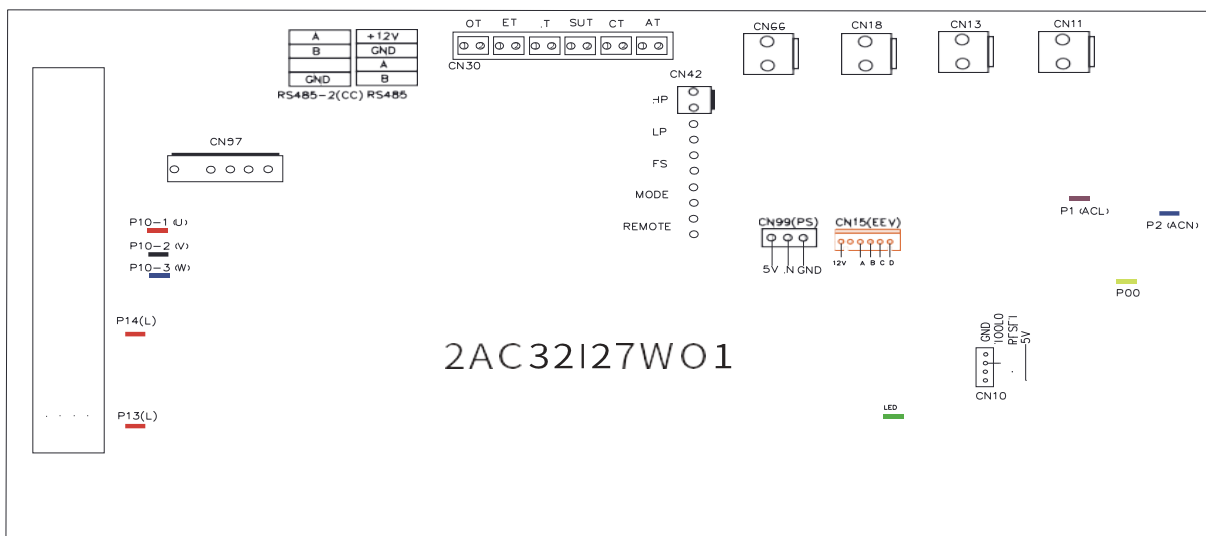 OT ET .T SUT CT AT
CN30
A +12V
B GND
A
GND B
RS485-2(CC) RS485
CN66 CN18 CN13 CN11
CN42
.HP
LP
FS
MODE
REMOTE
CN97
P10-1 (U)
P10-2 (V)
P10-3 (W)
P14(L)
P13(L)
CN99(PS)
5V .N GND
CN15(EEV)
12V A B C D
P1 (ACL)
P2 (ACN)
P00
2AC32I27WO1
GND
5V
CN10
LED